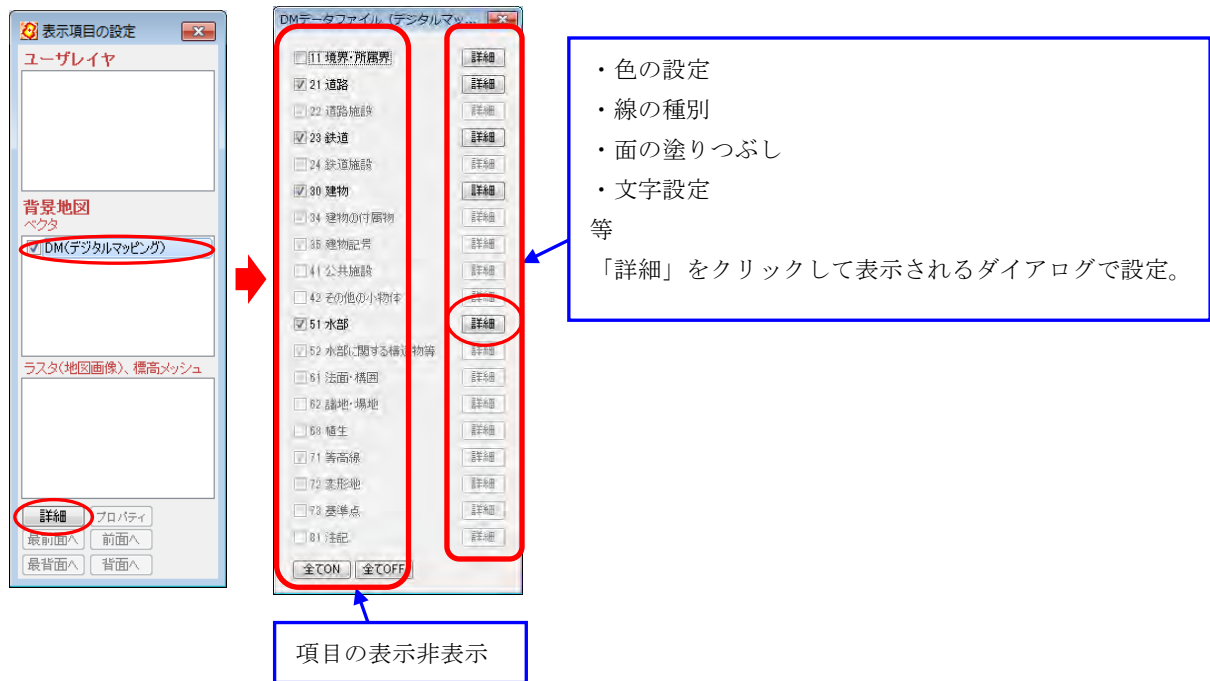 表示項目の設定
ユーザレイヤ
背景地図
ベクタ
DM(デジタルマッピング)
ラスタ(地図画像)、標高メッシュ
詳細 プロパティ
最前面へ 前面へ
最背面へ 背面へ
DMデータファイル (デジタルマッ...
11 境界・所属界 詳細
21 道路 詳細
22 道路施設 詳細
23 鉄道 詳細
24 鉄道施設 詳細
30 建物 詳細
34 建物の付属物 詳細
35 建物記号 詳細
41 公共施設 詳細
42 その他の小物体 詳細
51 水部 詳細
52 水部に関する構造物等 詳細
61 法面・構囲 詳細
62 諸地・場地 詳細
63 植生 詳細
71 等高線 詳細
72 変形地 詳細
73 基準点 詳細
81 注記 詳細
全てON 全てOFF
項目の表示非表示
・色の設定
・線の種別
・面の塗りつぶし
・文字設定
等
「詳細」をクリックして表示されるダイアログで設定。